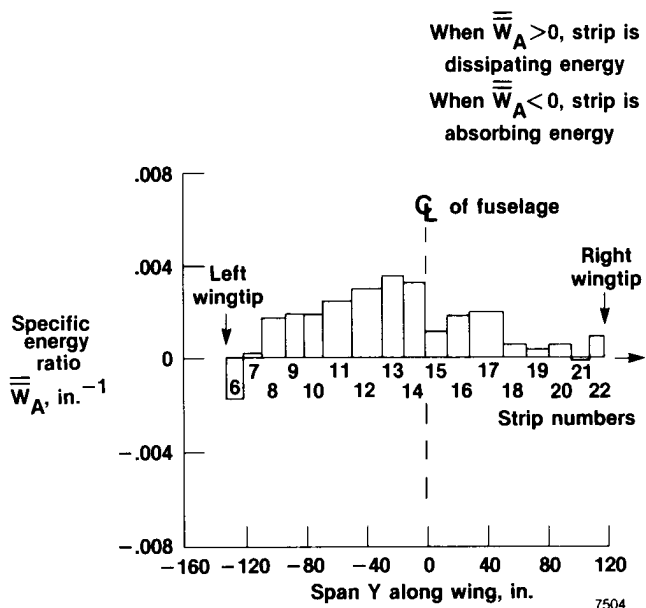 When W̿_A>0, strip is
dissipating energy
When W̿_A<0, strip is
absorbing energy
.008
.004
0
−.004
−.008
Specific
energy
ratio
W̿_A, in.⁻¹
Left
wingtip
℄ of fuselage
Right
wingtip
6 7 8 9 10 11 12 13 14 15 16 17 18 19 20 21 22
Strip numbers
−160 −120 −80 −40 0 40 80 120
Span Y along wing, in.
7504